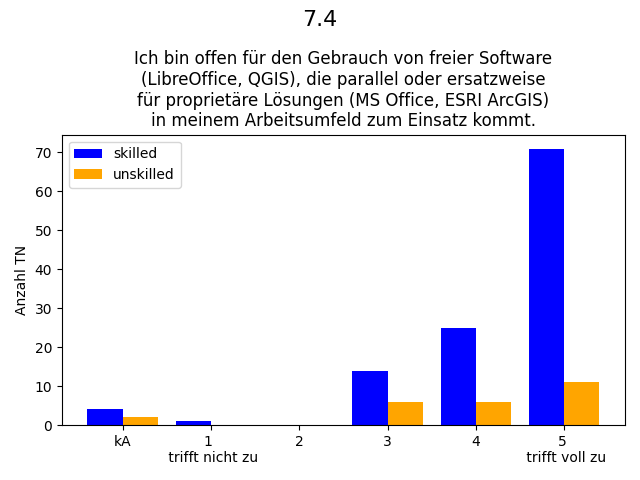 7.4
Ich bin offen für den Gebrauch von freier Software
(LibreOffice, QGIS), die parallel oder ersatzweise
für proprietäre Lösungen (MS Office, ESRI ArcGIS)
in meinem Arbeitsumfeld zum Einsatz kommt.
skilled
unskilled
Anzahl TN
70
60
50
40
30
20
10
0
kA 1 2 3 4 5
trifft nicht zu trifft voll zu